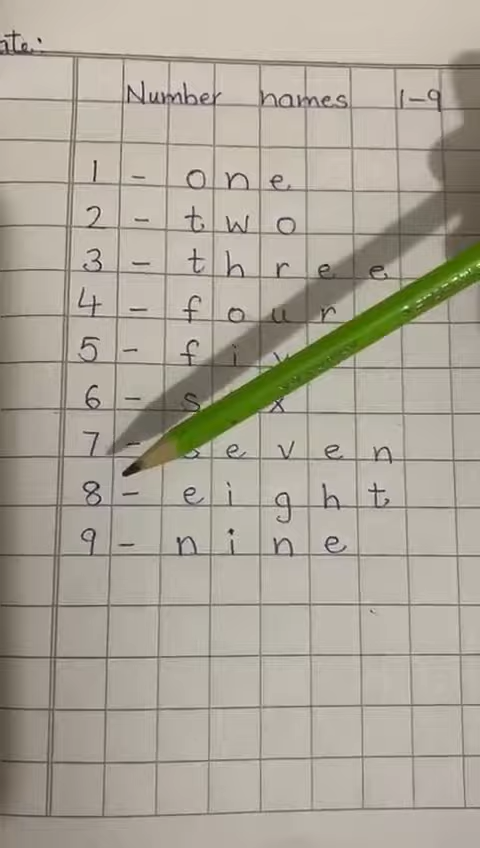 Number names 1-9
1 - one
2 - two
3 - three
4 - four
5 -
6 -
7 - seven
8 - eight
9 - nine